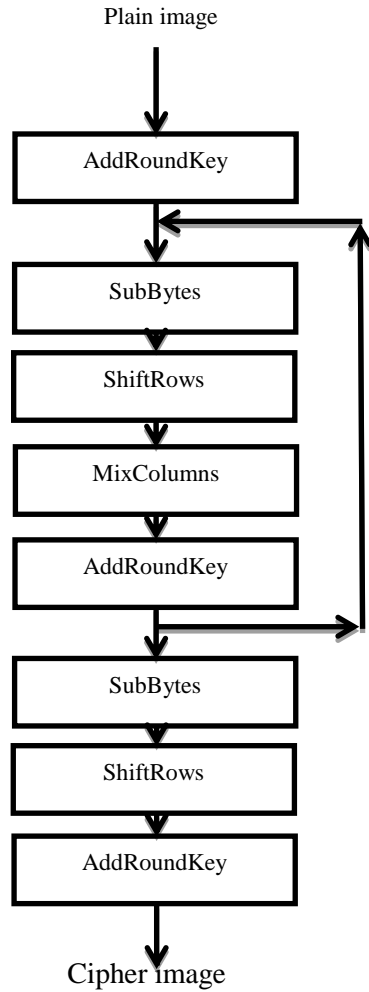 Plain image
AddRoundKey
SubBytes
ShiftRows
MixColumns
AddRoundKey
SubBytes
ShiftRows
AddRoundKey
Cipher image